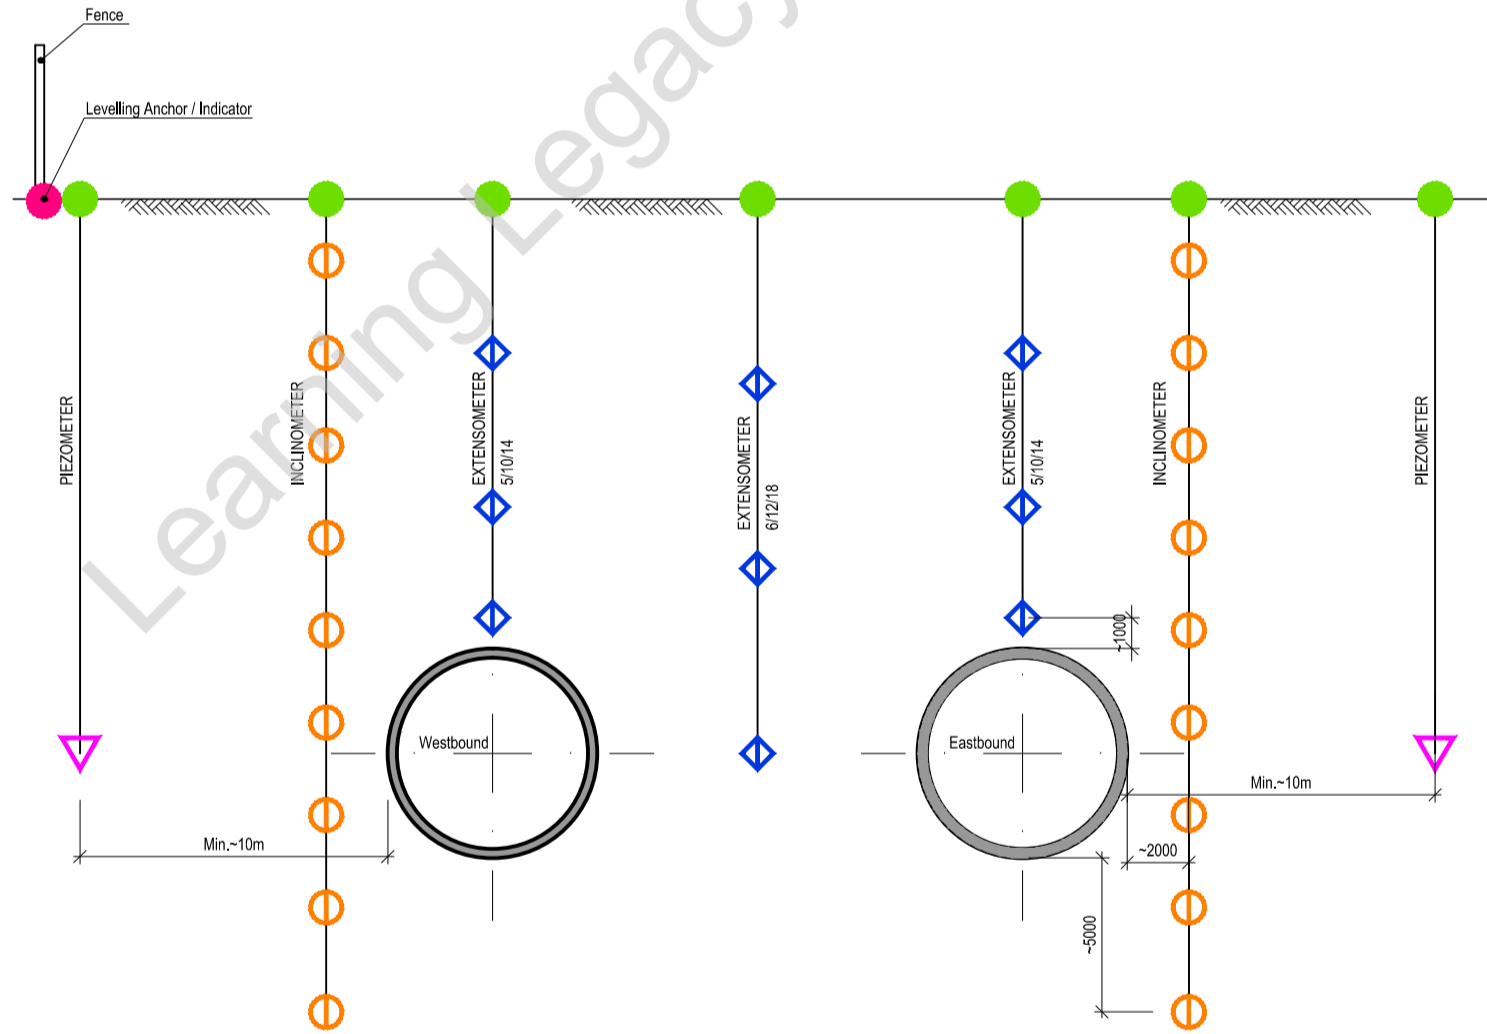 Fence
Levelling Anchor / Indicator
Learning Legacy
PIEZOMETER
INCLINOMETER
EXTENSOMETER
5/10/14
EXTENSOMETER
6/12/18
EXTENSOMETER
5/10/14
INCLINOMETER
PIEZOMETER
~1000
Westbound
Eastbound
Min.~10m
Min.~10m
~2000
~5000